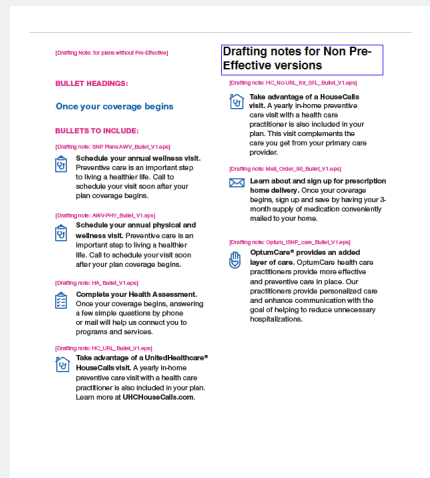 [Drafting Note: for plans without Pre-Effective]
BULLET HEADINGS:
Once your coverage begins
BULLETS TO INCLUDE:
[Drafting note: SNP Plans AWV_Bullet_V1.eps]
Schedule your annual wellness visit.
Preventive care is an important step
to living a healthier life. Call to
schedule your visit soon after your
plan coverage begins.
[Drafting note: AWV-PHY_Bullet_V1.eps]
Schedule your annual physical and
wellness visit. Preventive care is an
important step to living a healthier
life. Call to schedule your visit soon
after your plan coverage begins.
[Drafting note: HA_Bullet_V1.eps]
Complete your Health Assessment.
Once your coverage begins, answering
a few simple questions by phone
or mail will help us connect you to
programs and services.
[Drafting note: HC_URL_Bullet_V1.eps]
Take advantage of a UnitedHealthcare®
HouseCalls visit. A yearly in-home
preventive care visit with a health care
practitioner is also included in your plan.
Learn more at UHCHouseCalls.com.
Drafting notes for Non Pre-
Effective versions
[Drafting note: HC_No-URL_for_SFL_Bullet_V1.eps]
Take advantage of a HouseCalls
visit. A yearly in-home preventive
care visit with a health care
practitioner is also included in your
plan. This visit complements the
care you get from your primary care
provider.
[Drafting note: Mail_Order_90_Bullet_V1.eps]
Learn about and sign up for prescription
home delivery. Once your coverage
begins, sign up and save by having your 3-
month supply of medication conveniently
mailed to your home.
[Drafting note: Optum_ISNP_care_Bullet_V1.eps]
OptumCare® provides an added
layer of care. OptumCare health care
practitioners provide more effective
and preventive care in place. Our
practitioners provide personalized care
and enhance communication with the
goal of helping to reduce unnecessary
hospitalizations.